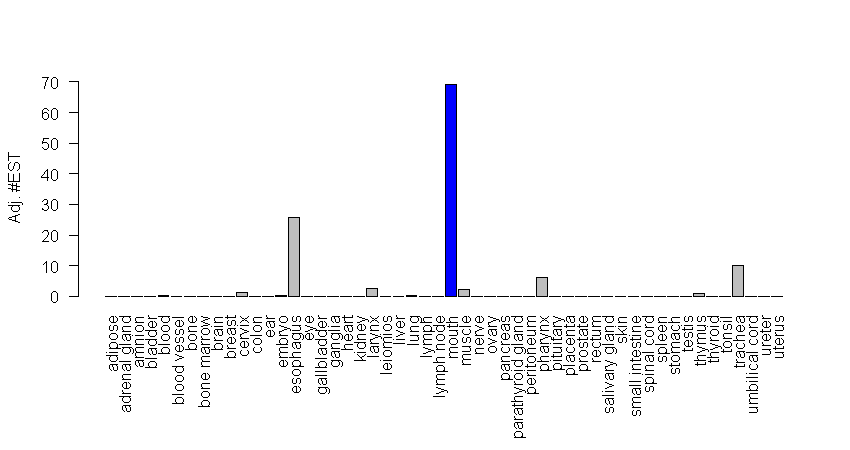 Adj. #EST
70
60
50
40
30
20
10
0
adipose
adrenal gland
amnion
bladder
blood
blood vessel
bone
bone marrow
brain
breast
cervix
colon
ear
embryo
esophagus
eye
gallbladder
ganglia
heart
kidney
larynx
leiomios
liver
lung
lymph
lymph node
mouth
muscle
nerve
ovary
pancreas
parathyroid gland
peritoneum
pharynx
pituitary
placenta
prostate
rectum
salivary gland
skin
small intestine
spinal cord
spleen
stomach
testis
thymus
thyroid
tonsil
trachea
umbilical cord
ureter
uterus